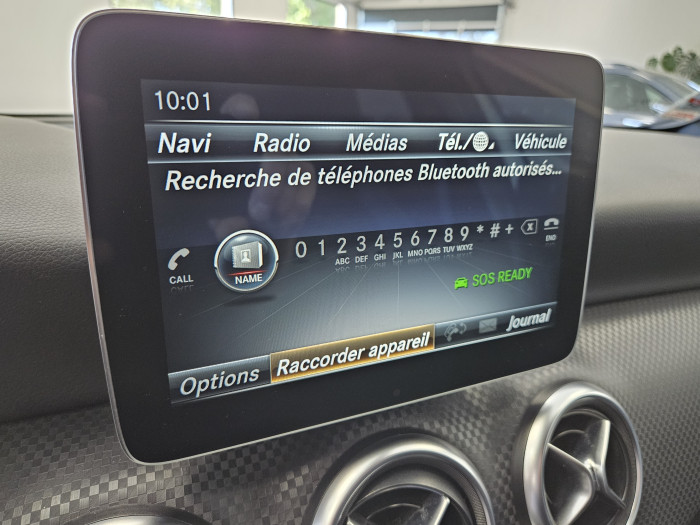 10:01
Navi Radio Médias Tél./ Véhicule
Recherche de téléphones Bluetooth autorisés...
CALL NAME 0 1 2 ABC 3 DEF 4 GHI 5 JKL 6 MNO 7 PQRS 8 TUV 9 WXYZ * # + X END
SOS READY
Options Raccorder appareil Journal